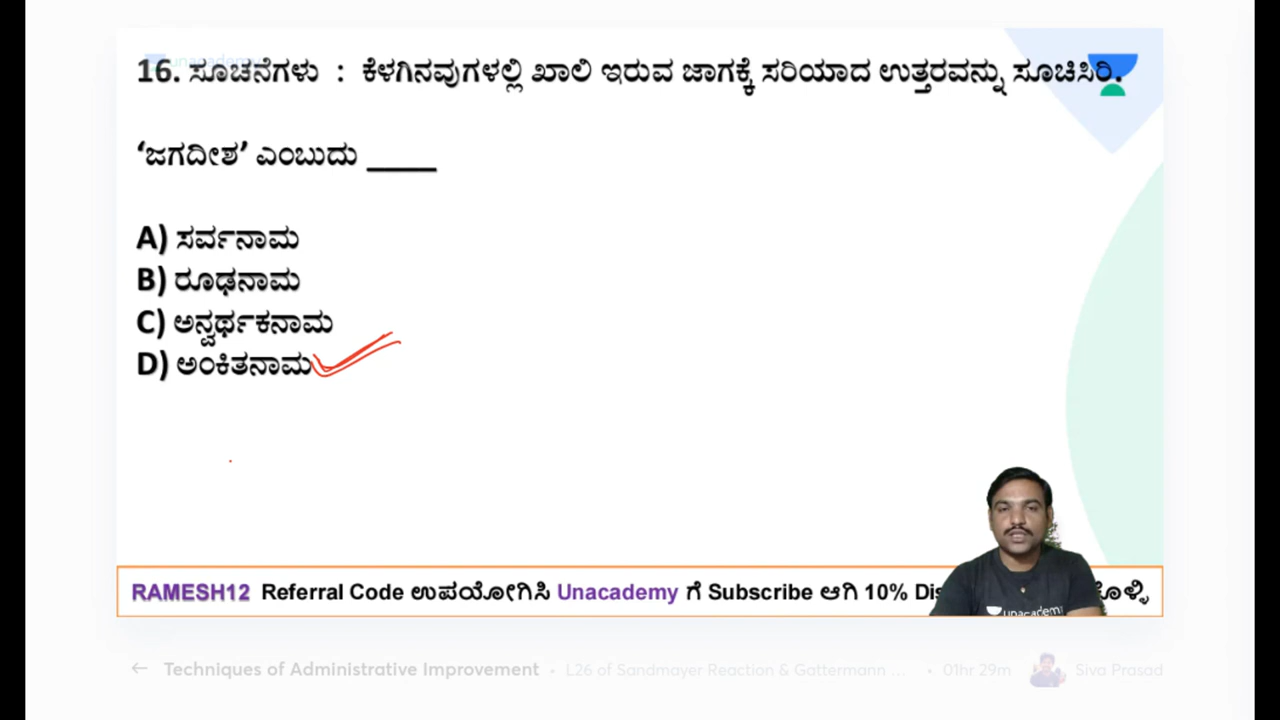 16. ಸೂಚನೆಗಳು : ಕೆಳಗಿನವುಗಳಲ್ಲಿ ಖಾಲಿ ಇರುವ ಜಾಗಕ್ಕೆ ಸರಿಯಾದ ಉತ್ತರವನ್ನು ಸೂಚಿಸಿರಿ.
‘ಜಗದೀಶ’ ಎಂಬುದು ____
A) ಸರ್ವನಾಮ
B) ರೂಢನಾಮ
C) ಅನ್ವರ್ಥಕನಾಮ
D) ಅಂಕಿತನಾಮ
RAMESH12 Referral Code ಉಪಯೋಗಿಸಿ Unacademy ಗೆ Subscribe ಆಗಿ 10%
unacademy
← Techniques of Administrative Improvement • L26 of Sandmayer Reaction & Gattermann ... • 01hr 29m Siva Prasad